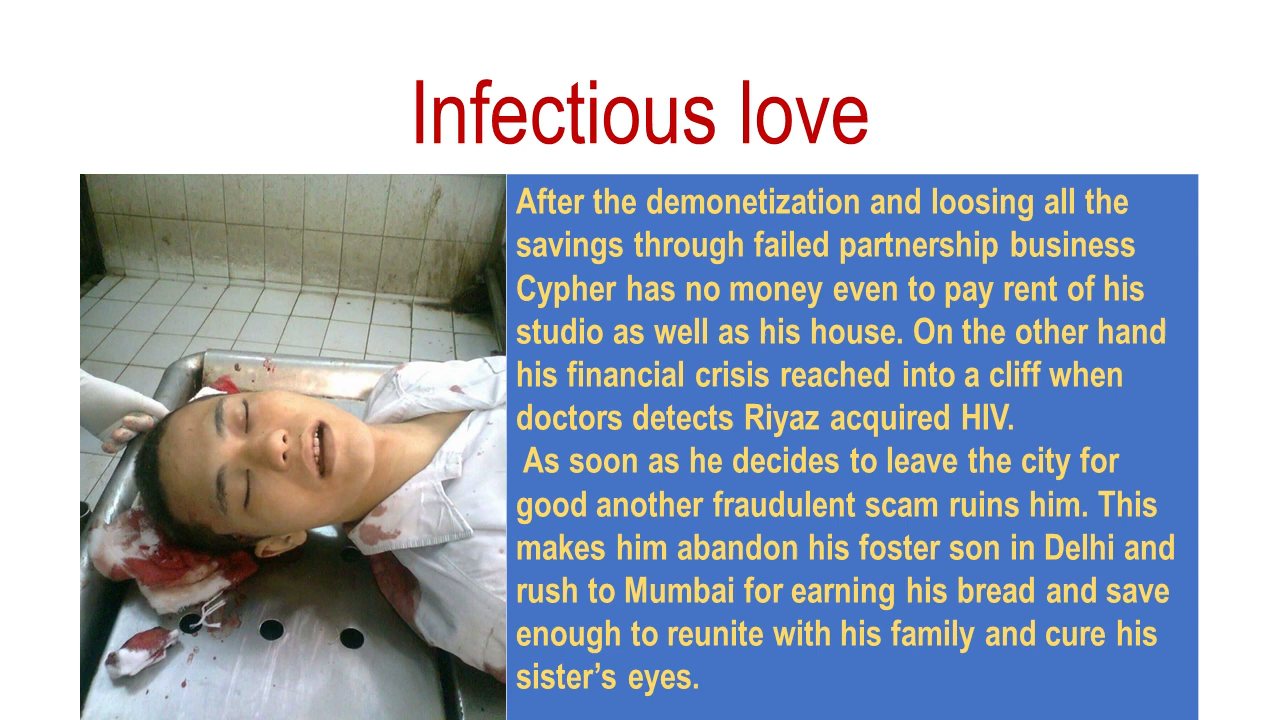 Infectious love
After the demonetization and loosing all the
savings through failed partnership business
Cypher has no money even to pay rent of his
studio as well as his house. On the other hand
his financial crisis reached into a cliff when
doctors detects Riyaz acquired HIV.
As soon as he decides to leave the city for
good another fraudulent scam ruins him. This
makes him abandon his foster son in Delhi and
rush to Mumbai for earning his bread and save
enough to reunite with his family and cure his
sister’s eyes.